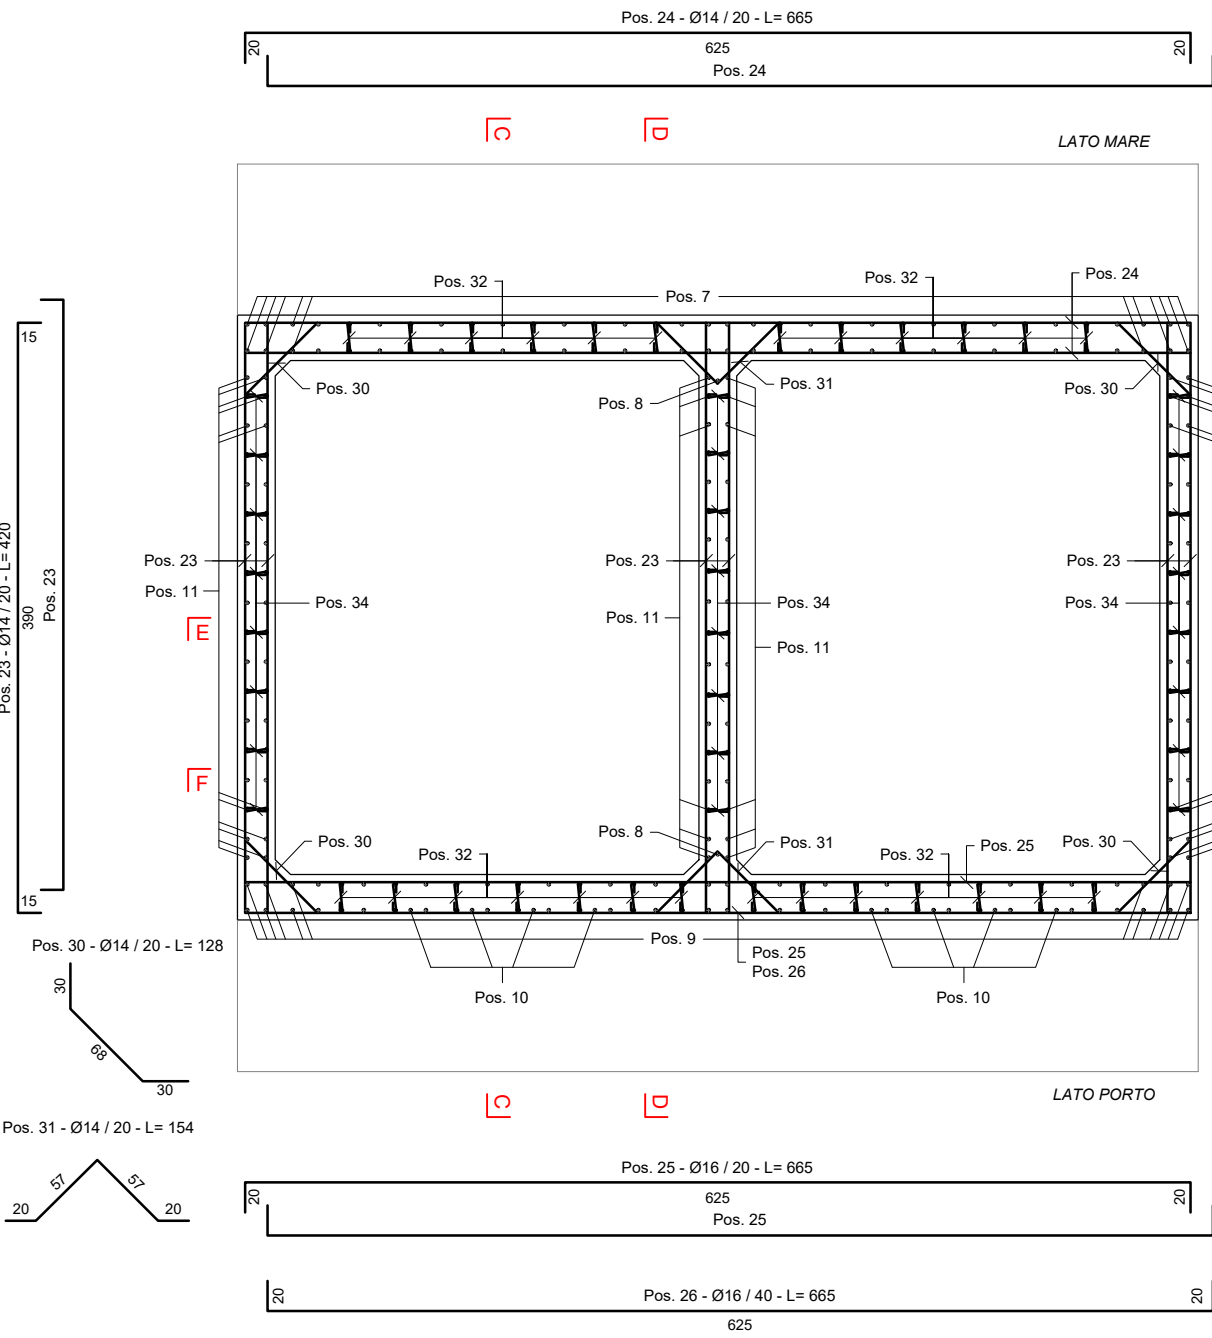 Pos. 24 - Ø14 / 20 - L= 665
20
625
20
Pos. 24
C
D
LATO MARE
Pos. 32
Pos. 7
Pos. 32
Pos. 24
15
Pos. 30
Pos. 8
Pos. 31
Pos. 30
Pos. 23 - Ø14 / 20 - L= 420
390
Pos. 23
Pos. 23
Pos. 11
Pos. 34
Pos. 23
Pos. 11
Pos. 34
Pos. 11
Pos. 23
Pos. 34
E
F
Pos. 30
Pos. 32
Pos. 8
Pos. 31
Pos. 32
Pos. 25
Pos. 30
15
Pos. 9
Pos. 25
Pos. 26
Pos. 10
Pos. 10
Pos. 30 - Ø14 / 20 - L= 128
30
68
30
C
D
LATO PORTO
Pos. 31 - Ø14 / 20 - L= 154
20
57
57
20
Pos. 25 - Ø16 / 20 - L= 665
20
625
20
Pos. 25
20
Pos. 26 - Ø16 / 40 - L= 665
20
625